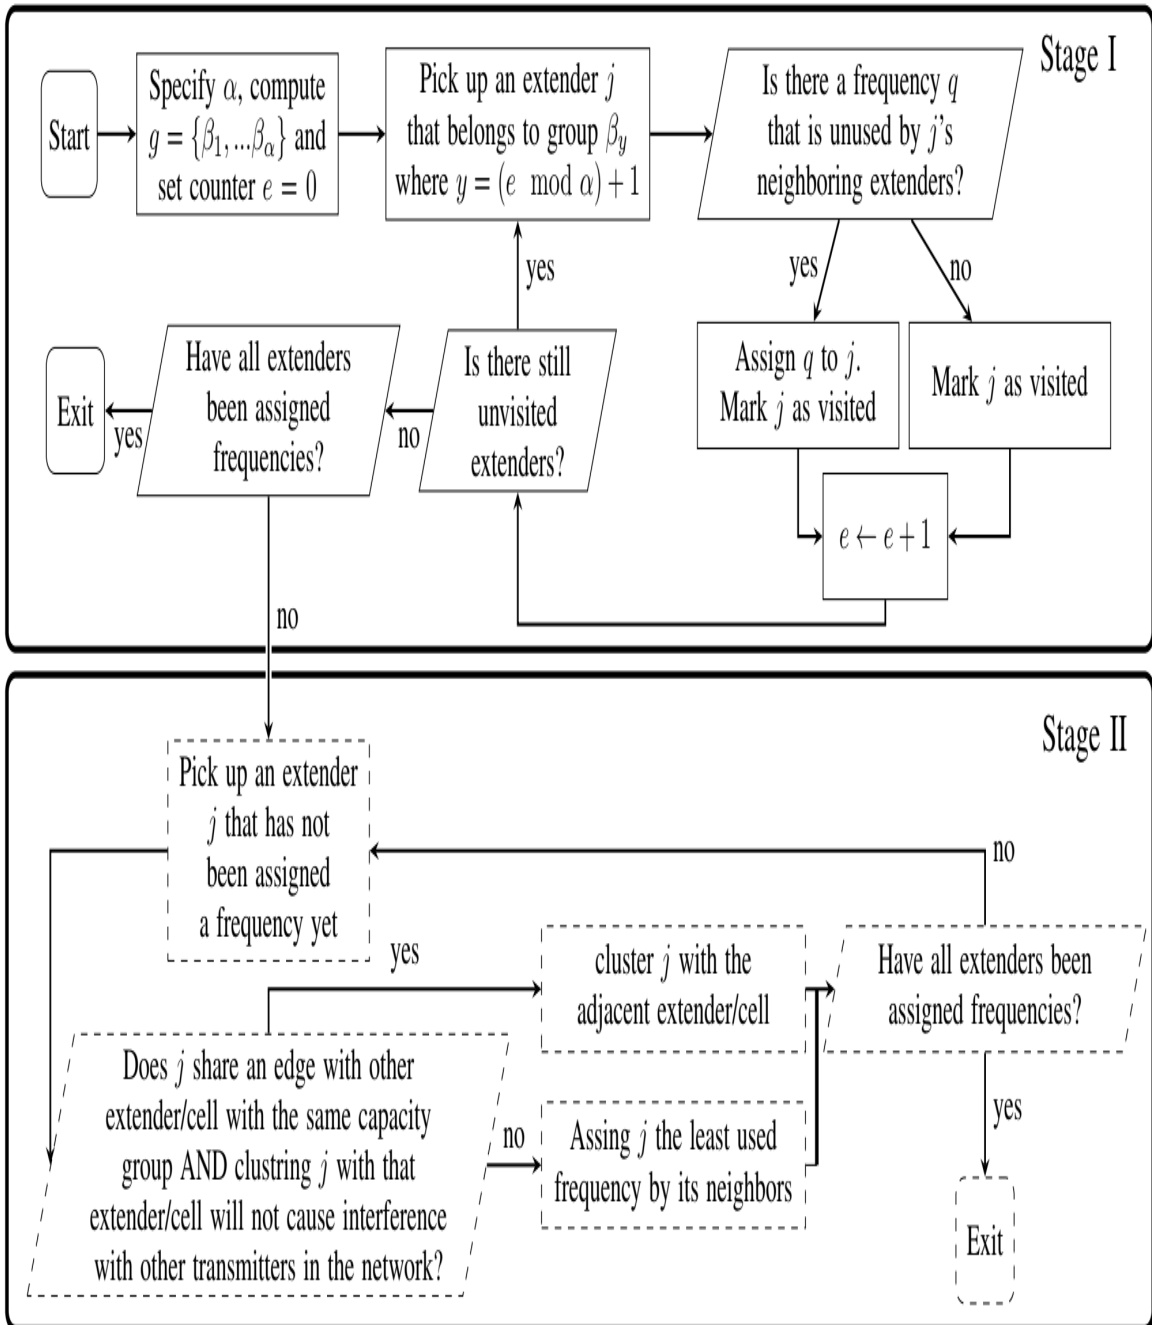 Stage I
Start
Specify α, compute
g = {β₁, ...β_α} and
set counter e = 0
Pick up an extender j
that belongs to group β_y
where y = (e mod α) + 1
Is there a frequency q
that is unused by j's
neighboring extenders?
yes
no
Assign q to j.
Mark j as visited
Mark j as visited
e ← e + 1
Is there still
unvisited
extenders?
yes
no
Have all extenders
been assigned
frequencies?
yes
Exit
no
Stage II
Pick up an extender
j that has not
been assigned
a frequency yet
Does j share an edge with other
extender/cell with the same capacity
group AND clustring j with that
extender/cell will not cause interference
with other transmitters in the network?
yes
no
cluster j with the
adjacent extender/cell
Assing j the least used
frequency by its neighbors
Have all extenders been
assigned frequencies?
no
yes
Exit